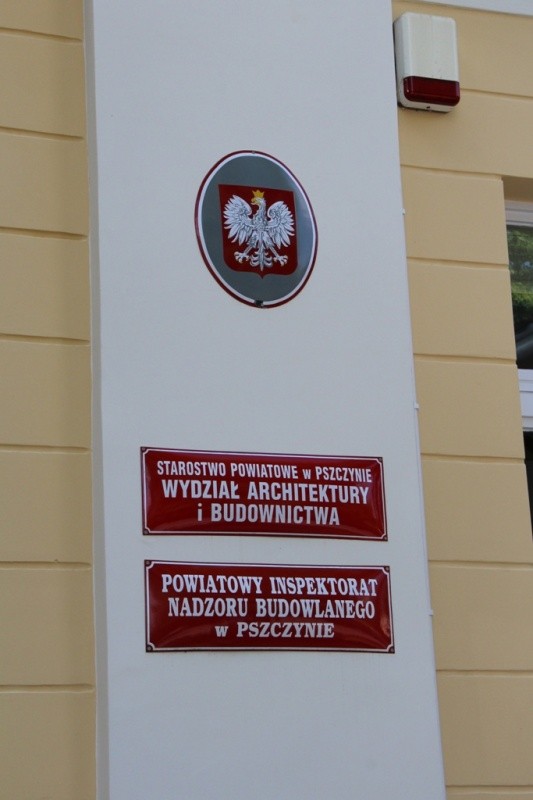 STAROSTWO POWIATOWE w PSZCZYNIE
WYDZIAŁ ARCHITEKTURY
i BUDOWNICTWA
POWIATOWY INSPEKTORAT
NADZORU BUDOWLANEGO
w PSZCZYNIE